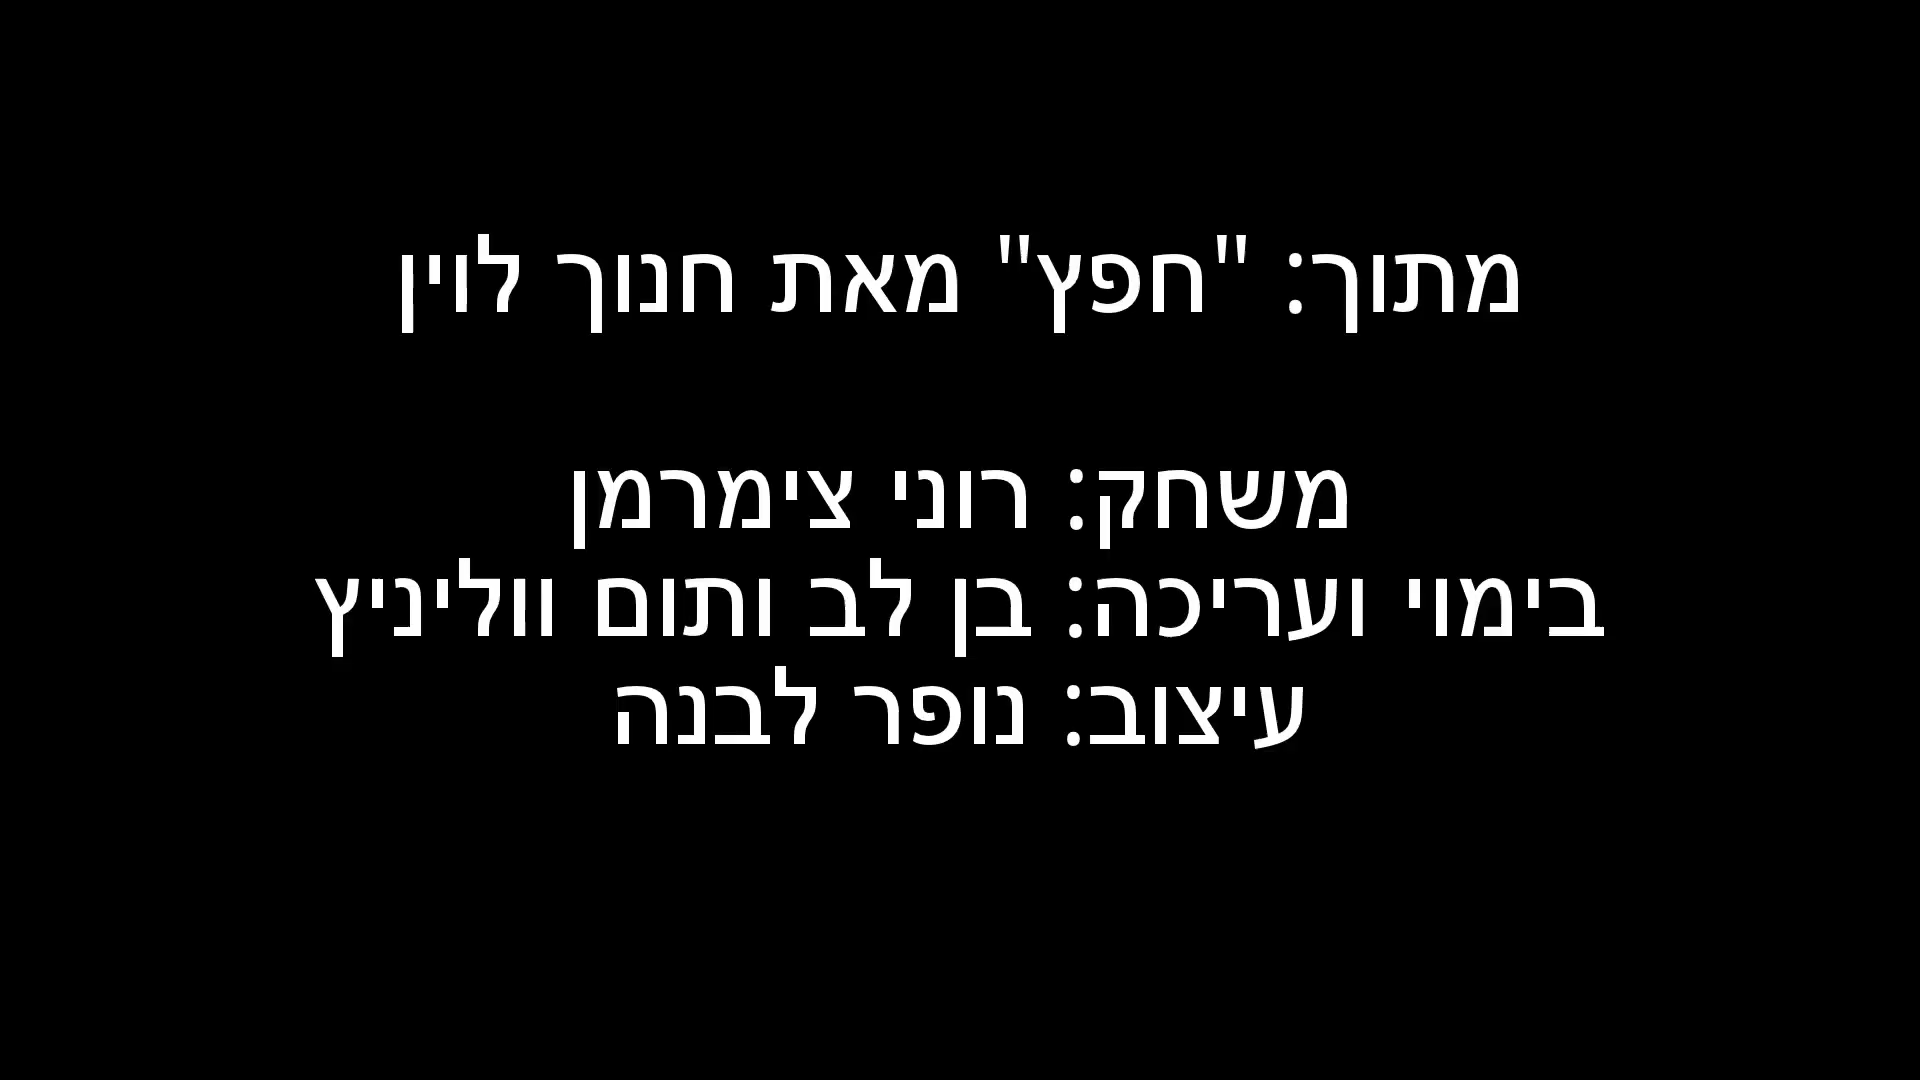 מתוך: "חפץ" מאת חנוך לוין
משחק: רוני צימרמן
בימוי ועריכה: בן לב ותום ווליניץ
עיצוב: נופר לבנה